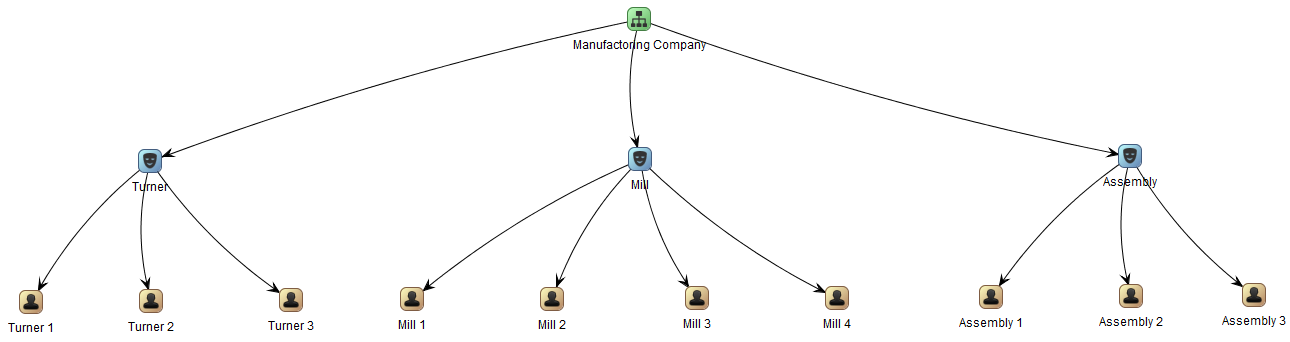 Manufactoring Company
Turner
Mill
Assembly
Turner 1
Turner 2
Turner 3
Mill 1
Mill 2
Mill 3
Mill 4
Assembly 1
Assembly 2
Assembly 3